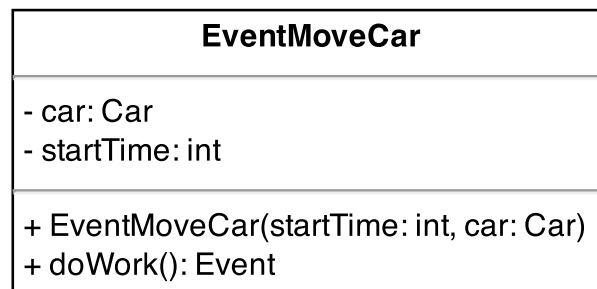 EventMoveCar
- car: Car
- startTime: int
+ EventMoveCar(startTime: int, car: Car)
+ doWork(): Event